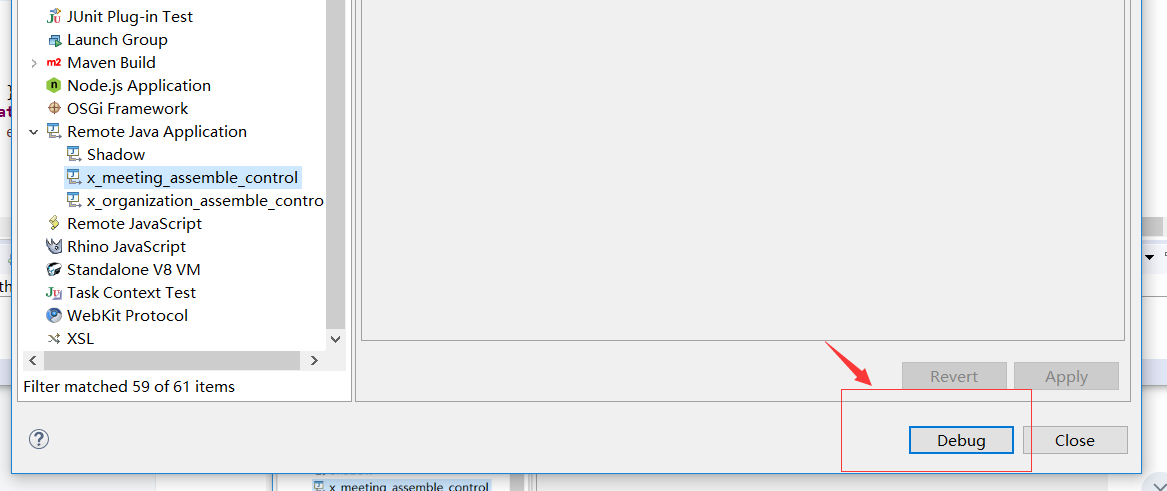 JUnit Plug-in Test
Launch Group
m2 Maven Build
Node.js Application
OSGi Framework
Remote Java Application
Shadow
x_meeting_assemble_control
x_organization_assemble_contro
Remote JavaScript
Rhino JavaScript
Standalone V8 VM
Task Context Test
WebKit Protocol
XSL
Filter matched 59 of 61 items
Revert
Apply
Debug
Close
x_meeting_assemble_control